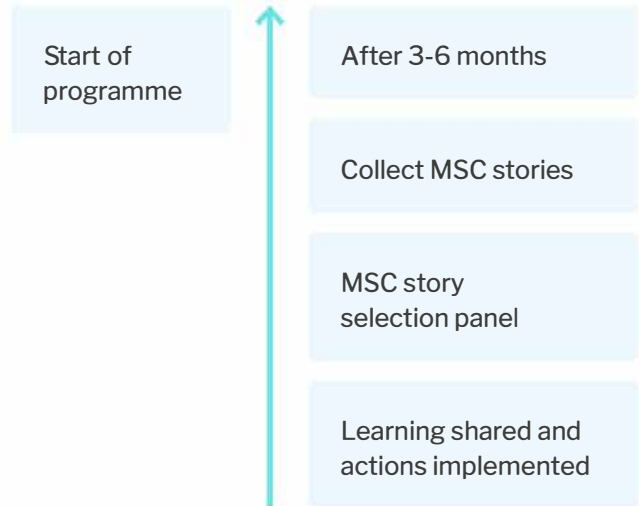 Start of
programme
After 3-6 months
Collect MSC stories
MSC story
selection panel
Learning shared and
actions implemented